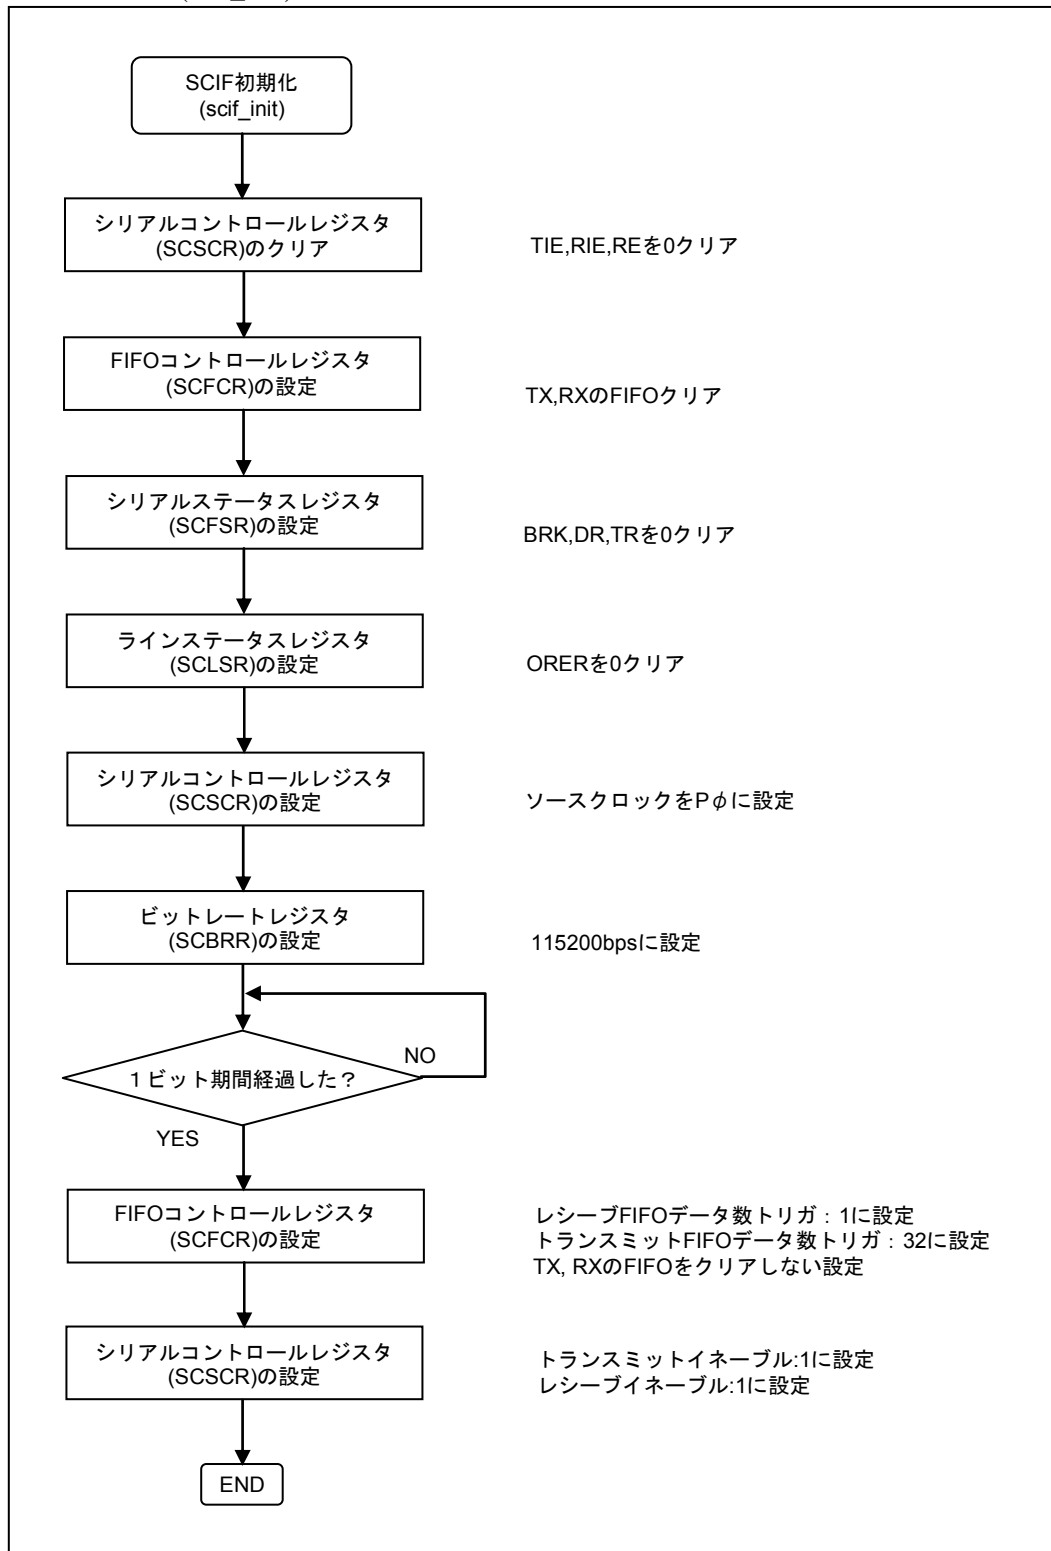 SCIF初期化
(scif_init)
シリアルコントロールレジスタ
(SCSCR)のクリア
TIE,RIE,REを0クリア
FIFOコントロールレジスタ
(SCFCR)の設定
TX,RXのFIFOクリア
シリアルステータスレジスタ
(SCFSR)の設定
BRK,DR,TRを0クリア
ラインステータスレジスタ
(SCLSR)の設定
ORERを0クリア
シリアルコントロールレジスタ
(SCSCR)の設定
ソースクロックをPφに設定
ビットレートレジスタ
(SCBRR)の設定
115200bpsに設定
NO
１ビット期間経過した？
YES
FIFOコントロールレジスタ
(SCFCR)の設定
レシーブFIFOデータ数トリガ：1に設定
トランスミットFIFOデータ数トリガ：32に設定
TX, RXのFIFOをクリアしない設定
シリアルコントロールレジスタ
(SCSCR)の設定
トランスミットイネーブル:1に設定
レシーブイネーブル:1に設定
END